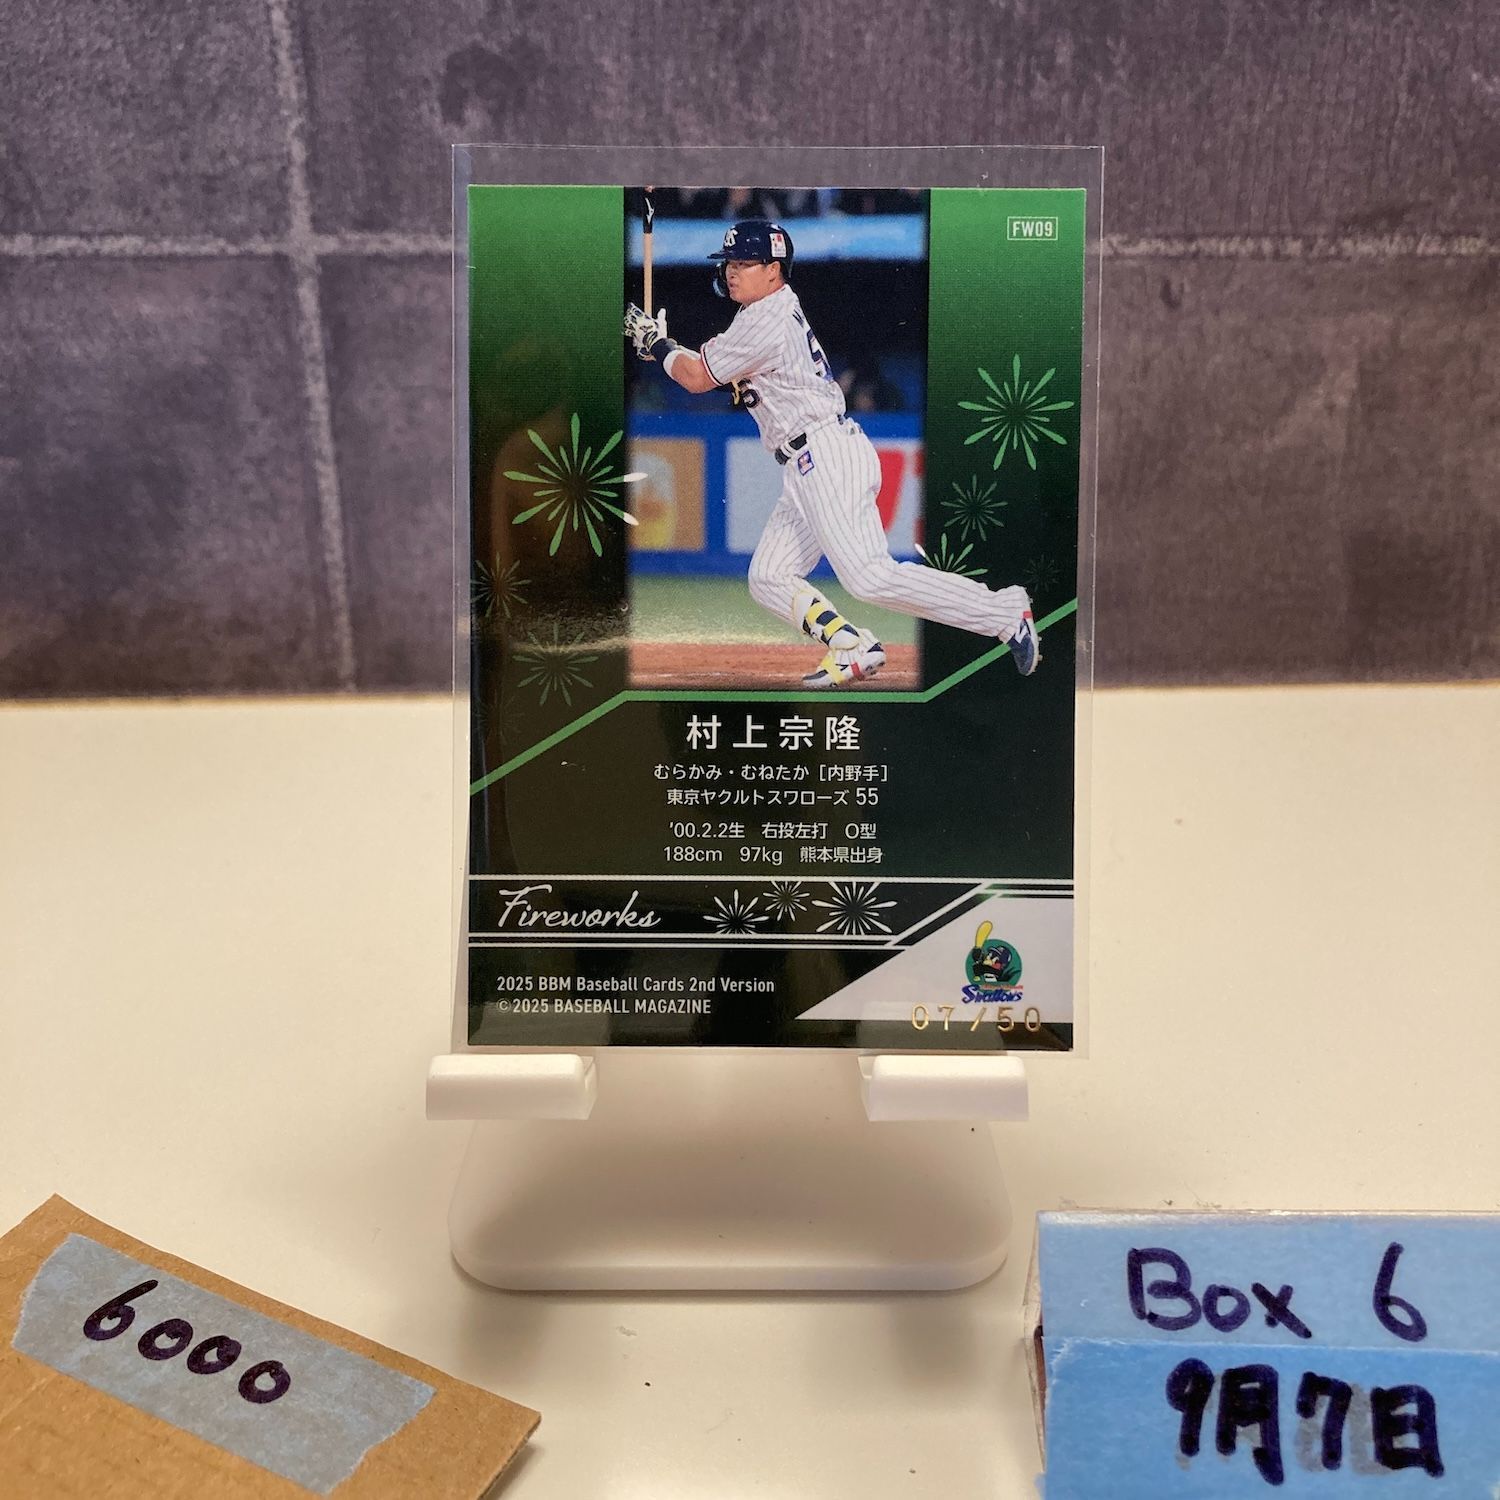 FW09
村上宗隆
むらかみ・むねたか［内野手］
東京ヤクルトスワローズ 55
'00.2.2生　右投左打　O型
188cm　97kg　熊本県出身
Fireworks
2025 BBM Baseball Cards 2nd Version
©2025 BASEBALL MAGAZINE
Swallows
07/50
6000
Box 6
9月7日